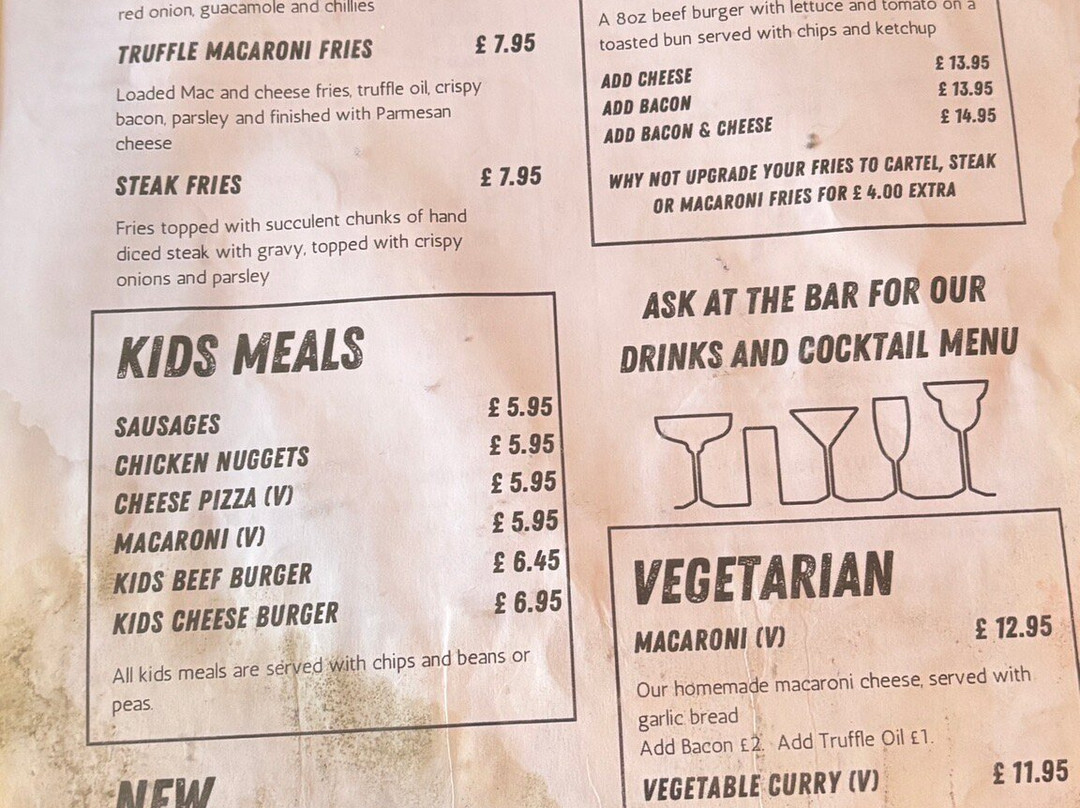 red onion, guacamole and chillies
TRUFFLE MACARONI FRIES £ 7.95
Loaded Mac and cheese fries, truffle oil, crispy
bacon, parsley and finished with Parmesan
cheese
STEAK FRIES £ 7.95
Fries topped with succulent chunks of hand
diced steak with gravy, topped with crispy
onions and parsley
KIDS MEALS
SAUSAGES £ 5.95
CHICKEN NUGGETS £ 5.95
CHEESE PIZZA (V) £ 5.95
MACARONI (V) £ 5.95
KIDS BEEF BURGER £ 6.45
KIDS CHEESE BURGER £ 6.95
All kids meals are served with chips and beans or
peas.
NEW
A 8oz beef burger with lettuce and tomato on a
toasted bun served with chips and ketchup
ADD CHEESE £ 13.95
ADD BACON £ 13.95
ADD BACON & CHEESE £ 14.95
WHY NOT UPGRADE YOUR FRIES TO CARTEL, STEAK
OR MACARONI FRIES FOR £ 4.00 EXTRA
ASK AT THE BAR FOR OUR
DRINKS AND COCKTAIL MENU
VEGETARIAN
MACARONI (V) £ 12.95
Our homemade macaroni cheese, served with
garlic bread
Add Bacon £2. Add Truffle Oil £1.
VEGETABLE CURRY (V) £ 11.95